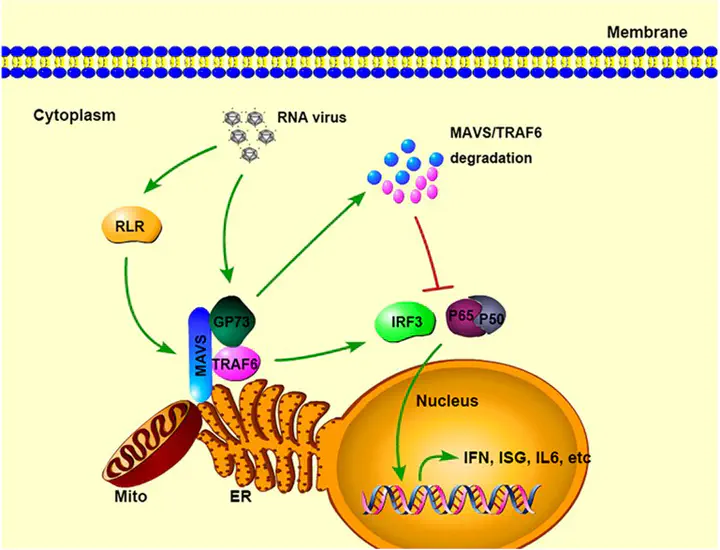 Membrane
Cytoplasm
RNA virus
MAVS/TRAF6
degradation
RLR
GP73
MAVS
TRAF6
IRF3
P65
P50
Nucleus
IFN, ISG, IL6, etc
Mito
ER